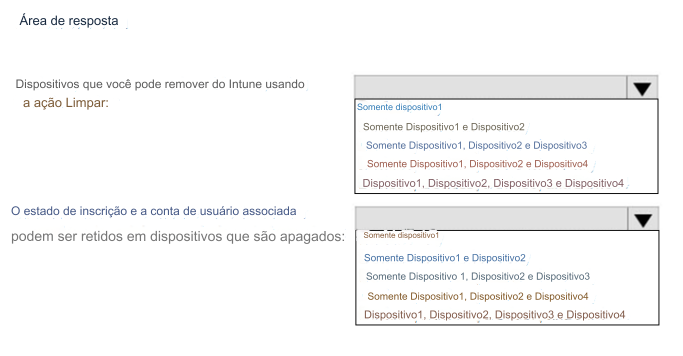 Área de resposta
Dispositivos que você pode remover do Intune usando
a ação Limpar:
Somente dispositivo1
Somente Dispositivo1 e Dispositivo2
Somente Dispositivo1, Dispositivo2 e Dispositivo3
Somente Dispositivo1, Dispositivo2 e Dispositivo4
Dispositivo1, Dispositivo2, Dispositivo3 e Dispositivo4
O estado de inscrição e a conta de usuário associada
podem ser retidos em dispositivos que são apagados:
Somente dispositivo1
Somente Dispositivo1 e Dispositivo2
Somente Dispositivo 1, Dispositivo2 e Dispositivo3
Somente Dispositivo1, Dispositivo2 e Dispositivo4
Dispositivo1, Dispositivo2, Dispositivo3 e Dispositivo4